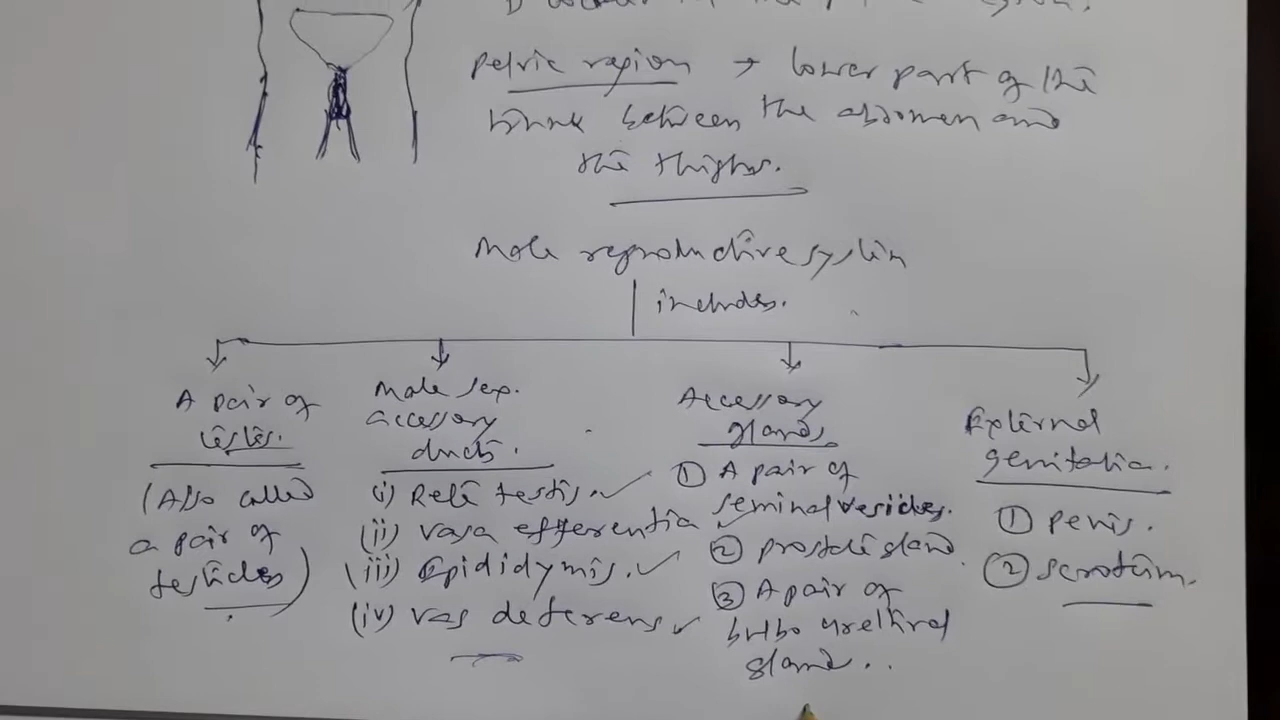 Pelvic region → lower part of the
between the abdomen and
the thighs.
Male reproductive system
includes.
A pair of
testes.
(Also called
a pair of
testicles)
Male sex.
accessory
ducts.
(i) Rete testis.
(ii) vasa efferentia
(iii) Epididymis.
(iv) vas deferens
Accessory
glands
① A pair of
seminal vesicles.
② prostate gland
③ A pair of
bulbo urethral
gland..
External
genitalia.
① penis.
② scrotum.